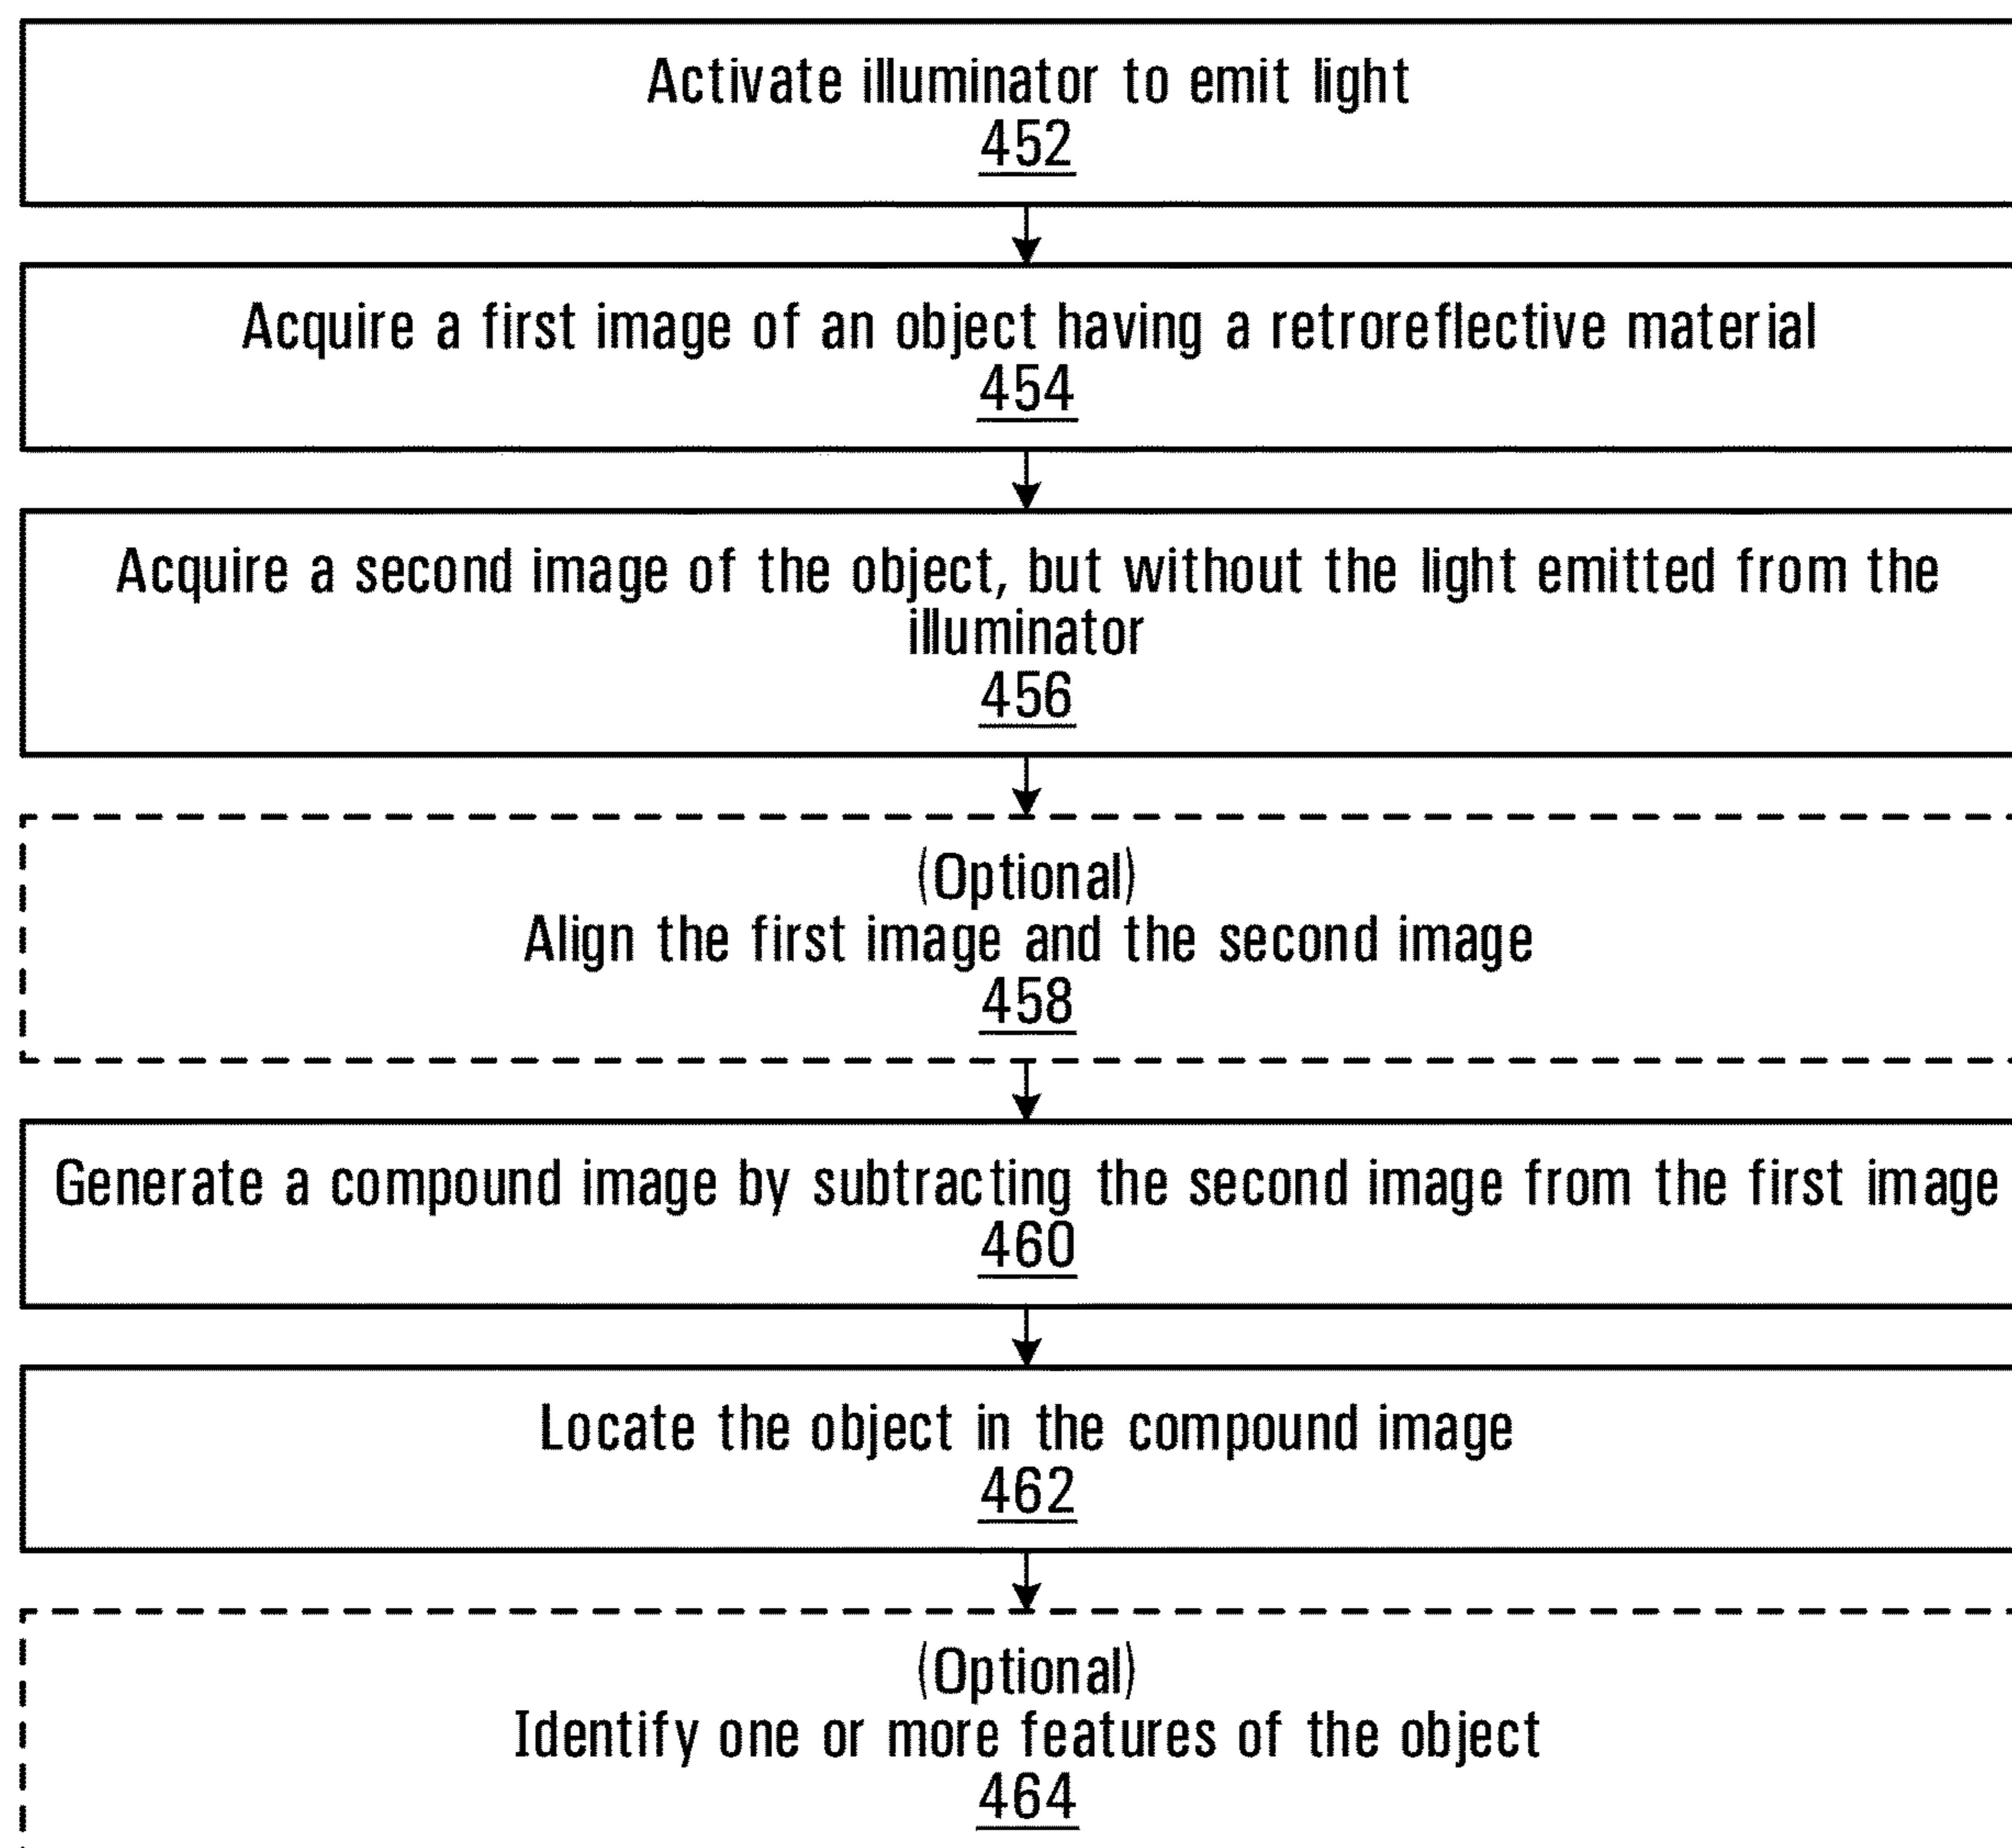 Activate illuminator to emit light
452
Acquire a first image of an object having a retroreflective material
454
Acquire a second image of the object, but without the light emitted from the
illuminator
456
(Optional)
Align the first image and the second image
458
Generate a compound image by subtracting the second image from the first image
460
Locate the object in the compound image
462
(Optional)
Identify one or more features of the object
464